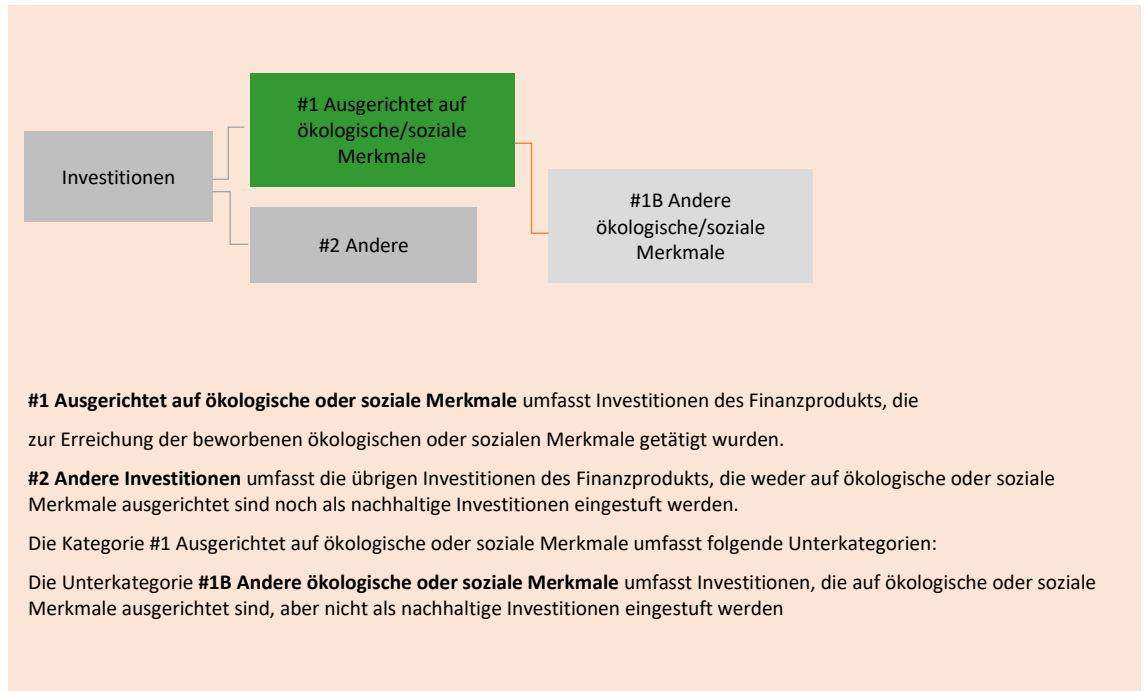 #1 Ausgerichtet auf
ökologische/soziale
Merkmale
Investitionen
#1B Andere
ökologische/soziale
Merkmale
#2 Andere
#1 Ausgerichtet auf ökologische oder soziale Merkmale umfasst Investitionen des Finanzprodukts, die
zur Erreichung der beworbenen ökologischen oder sozialen Merkmale getätigt wurden.
#2 Andere Investitionen umfasst die übrigen Investitionen des Finanzprodukts, die weder auf ökologische oder soziale
Merkmale ausgerichtet sind noch als nachhaltige Investitionen eingestuft werden.
Die Kategorie #1 Ausgerichtet auf ökologische oder soziale Merkmale umfasst folgende Unterkategorien:
Die Unterkategorie #1B Andere ökologische oder soziale Merkmale umfasst Investitionen, die auf ökologische oder soziale
Merkmale ausgerichtet sind, aber nicht als nachhaltige Investitionen eingestuft werden